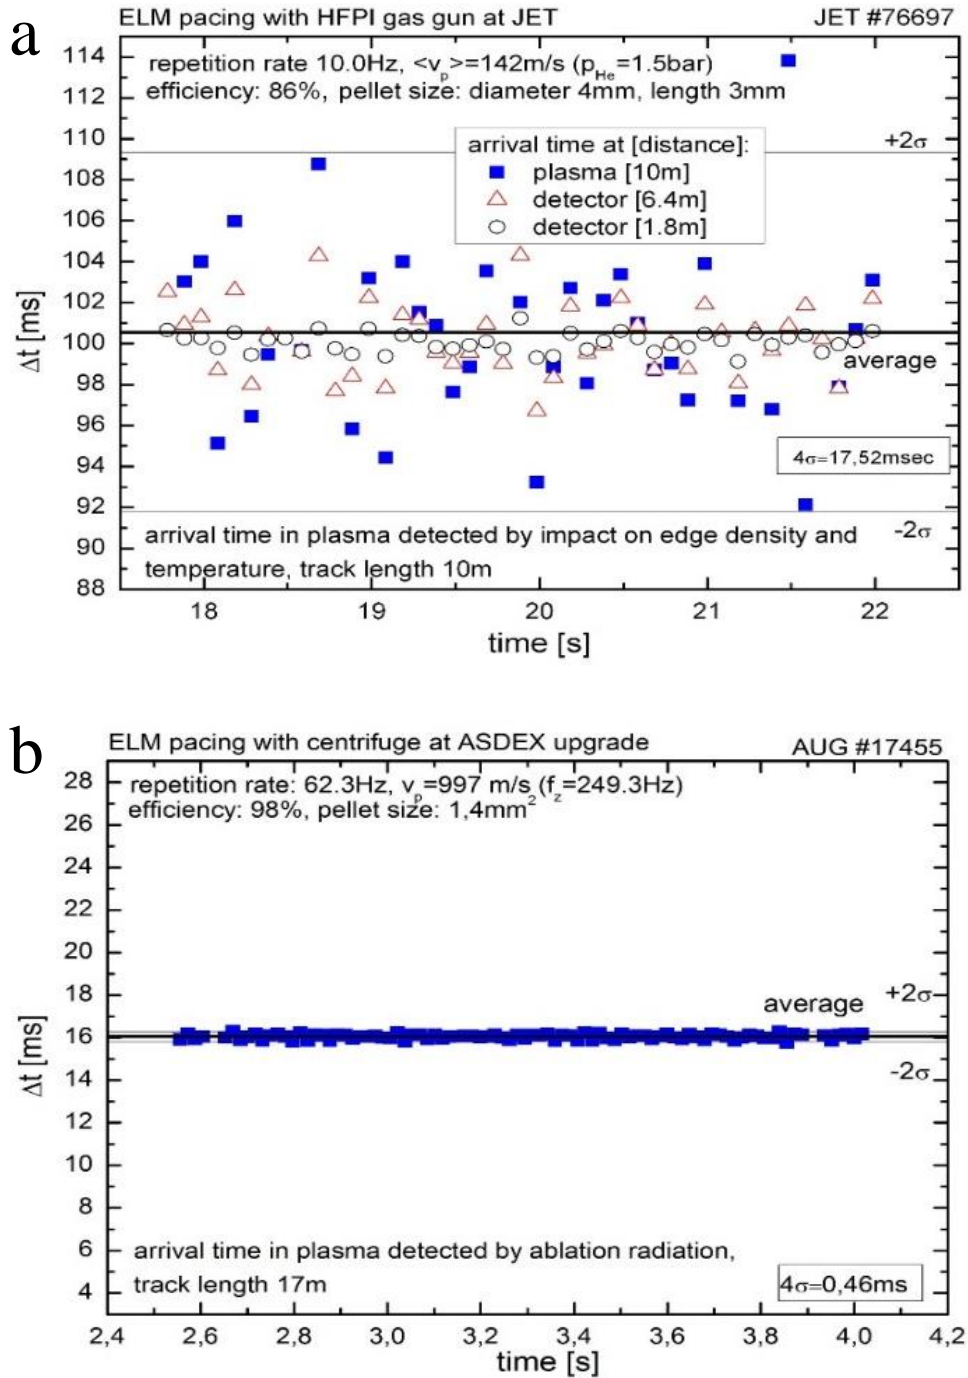 a
ELM pacing with HFPI gas gun at JET
JET #76697
repetition rate 10.0Hz, <vp>=142m/s (pHe=1.5bar)
efficiency: 86%, pellet size: diameter 4mm, length 3mm
+2σ
arrival time at [distance]:
plasma [10m]
detector [6.4m]
detector [1.8m]
average
4σ=17,52msec
-2σ
arrival time in plasma detected by impact on edge density and
temperature, track length 10m
114
112
110
108
106
104
102
100
98
96
94
92
90
88
Δt [ms]
18 19 20 21 22
time [s]
b
ELM pacing with centrifuge at ASDEX upgrade
AUG #17455
repetition rate: 62.3Hz, vp=997 m/s (fz=249.3Hz)
efficiency: 98%, pellet size: 1,4mm²
average
+2σ
-2σ
arrival time in plasma detected by ablation radiation,
track length 17m
4σ=0,46ms
28
26
24
22
20
18
16
14
12
10
8
6
4
Δt [ms]
2,4 2,6 2,8 3,0 3,2 3,4 3,6 3,8 4,0 4,2
time [s]